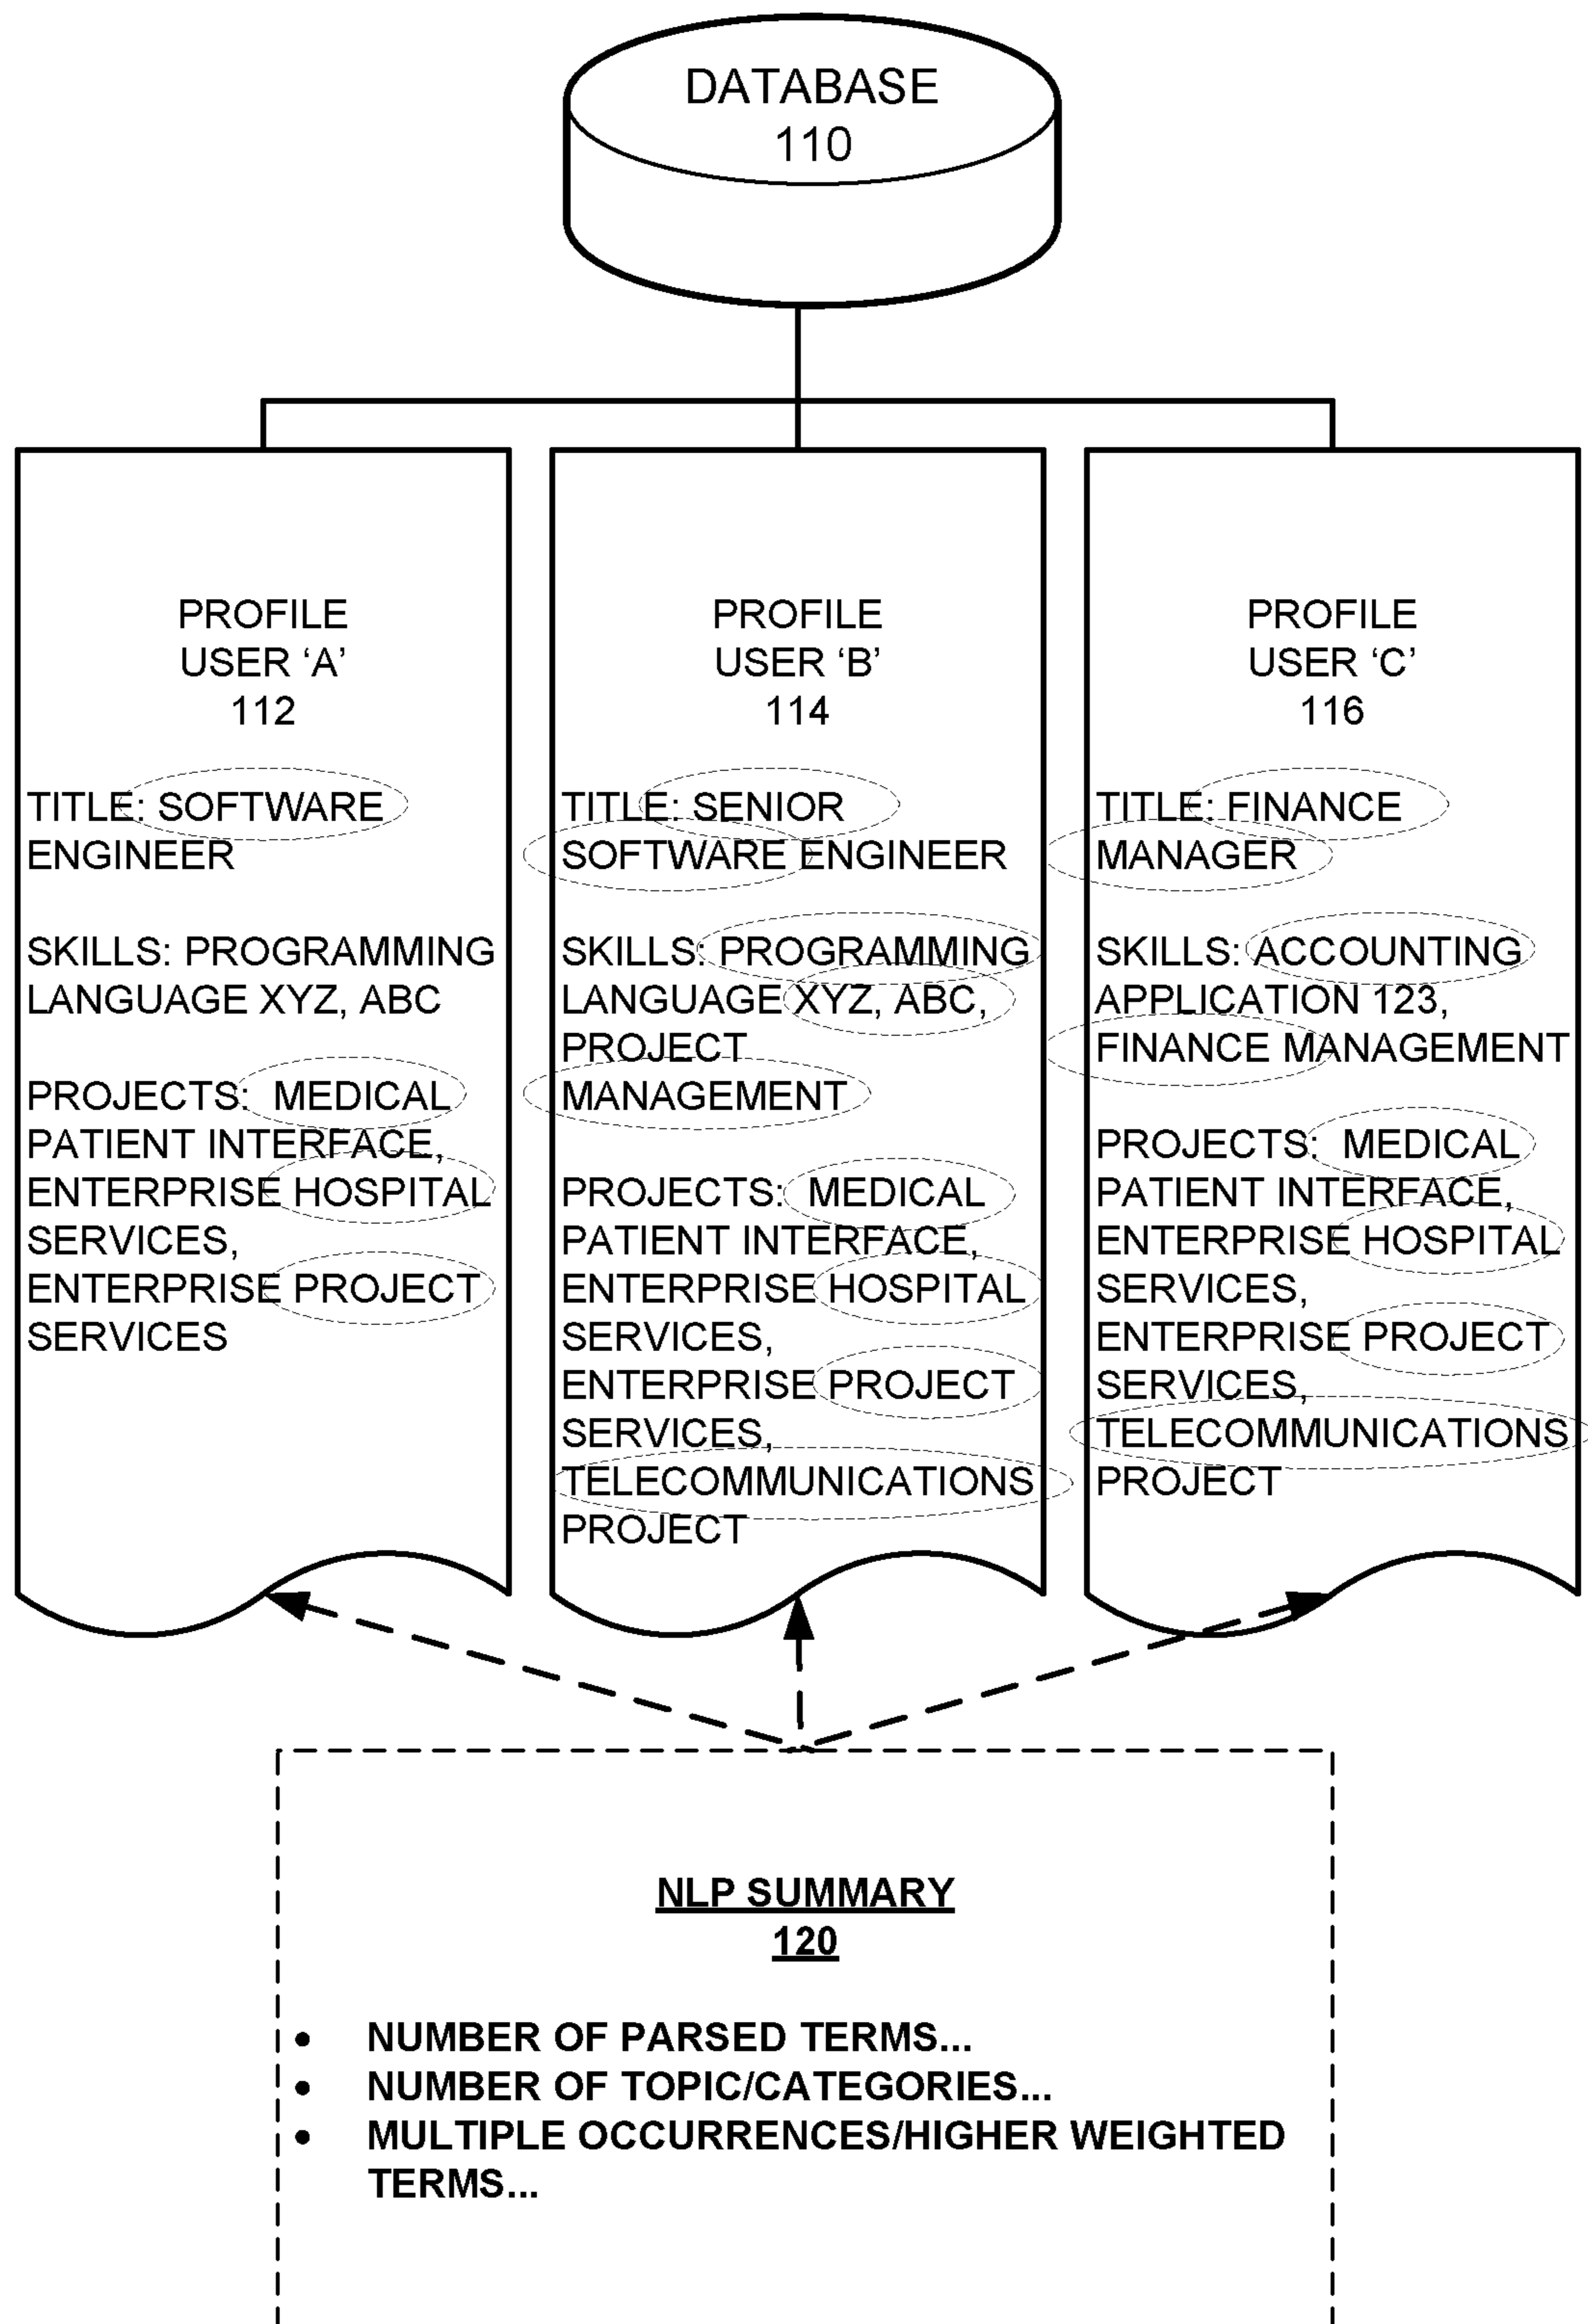 DATABASE
110
PROFILE
USER ‘A’
112
TITLE: SOFTWARE
ENGINEER
SKILLS: PROGRAMMING
LANGUAGE XYZ, ABC
PROJECTS: MEDICAL
PATIENT INTERFACE,
ENTERPRISE HOSPITAL
SERVICES,
ENTERPRISE PROJECT
SERVICES
PROFILE
USER ‘B’
114
TITLE: SENIOR
SOFTWARE ENGINEER
SKILLS: PROGRAMMING
LANGUAGE XYZ, ABC,
PROJECT
MANAGEMENT
PROJECTS: MEDICAL
PATIENT INTERFACE,
ENTERPRISE HOSPITAL
SERVICES,
ENTERPRISE PROJECT
SERVICES,
TELECOMMUNICATIONS
PROJECT
PROFILE
USER ‘C’
116
TITLE: FINANCE
MANAGER
SKILLS: ACCOUNTING
APPLICATION 123,
FINANCE MANAGEMENT
PROJECTS: MEDICAL
PATIENT INTERFACE,
ENTERPRISE HOSPITAL
SERVICES,
ENTERPRISE PROJECT
SERVICES,
TELECOMMUNICATIONS
PROJECT
NLP SUMMARY
120
• NUMBER OF PARSED TERMS...
• NUMBER OF TOPIC/CATEGORIES...
• MULTIPLE OCCURRENCES/HIGHER WEIGHTED
TERMS...